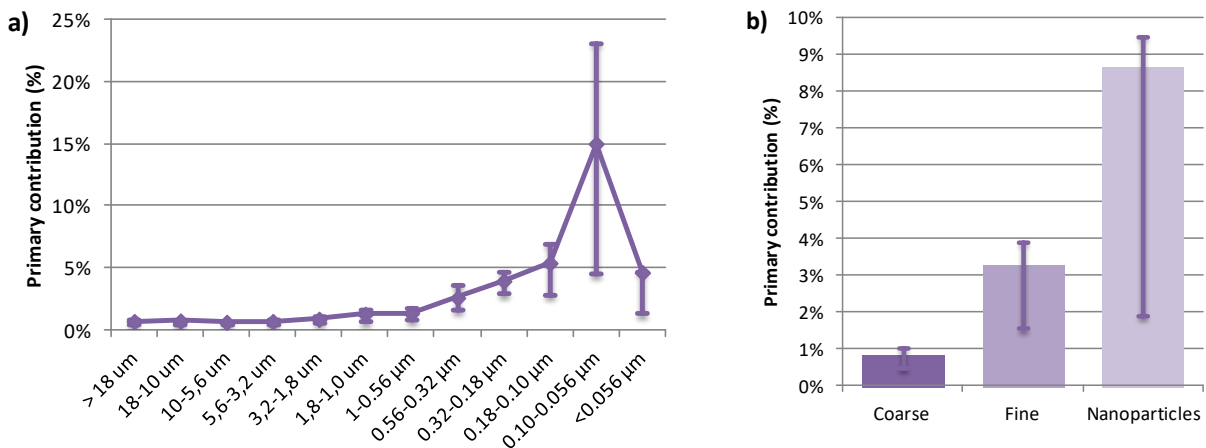 a)
Primary contribution (%)
25%
20%
15%
10%
5%
0%
> 18 um
18-10 um
10-5,6 um
5,6-3,2 um
3,2-1,8 um
1,8-1,0 um
1-0.56 µm
0.56-0.32 µm
0.32-0.18 µm
0.18-0.10 µm
0.10-0.056 µm
<0.056 µm
b)
Primary contribution (%)
10%
9%
8%
7%
6%
5%
4%
3%
2%
1%
0%
Coarse
Fine
Nanoparticles